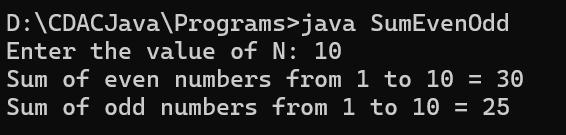 D:\CDACJava\Programs>java SumEvenOdd
Enter the value of N: 10
Sum of even numbers from 1 to 10 = 30
Sum of odd numbers from 1 to 10 = 25